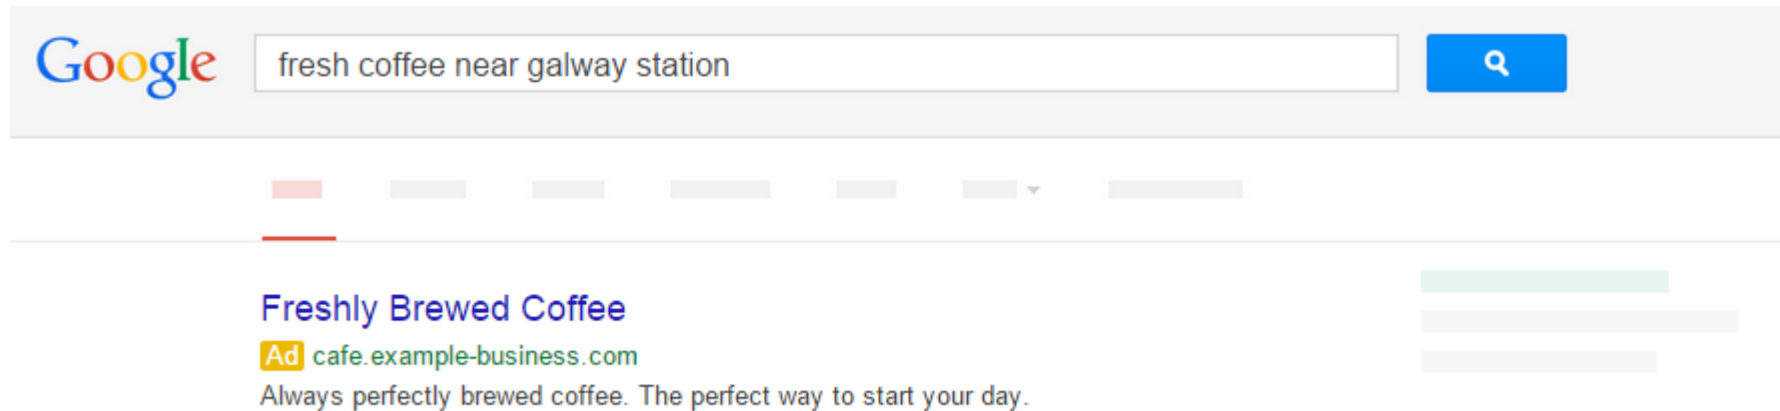 Google
fresh coffee near galway station
Freshly Brewed Coffee
Ad cafe.example-business.com
Always perfectly brewed coffee. The perfect way to start your day.